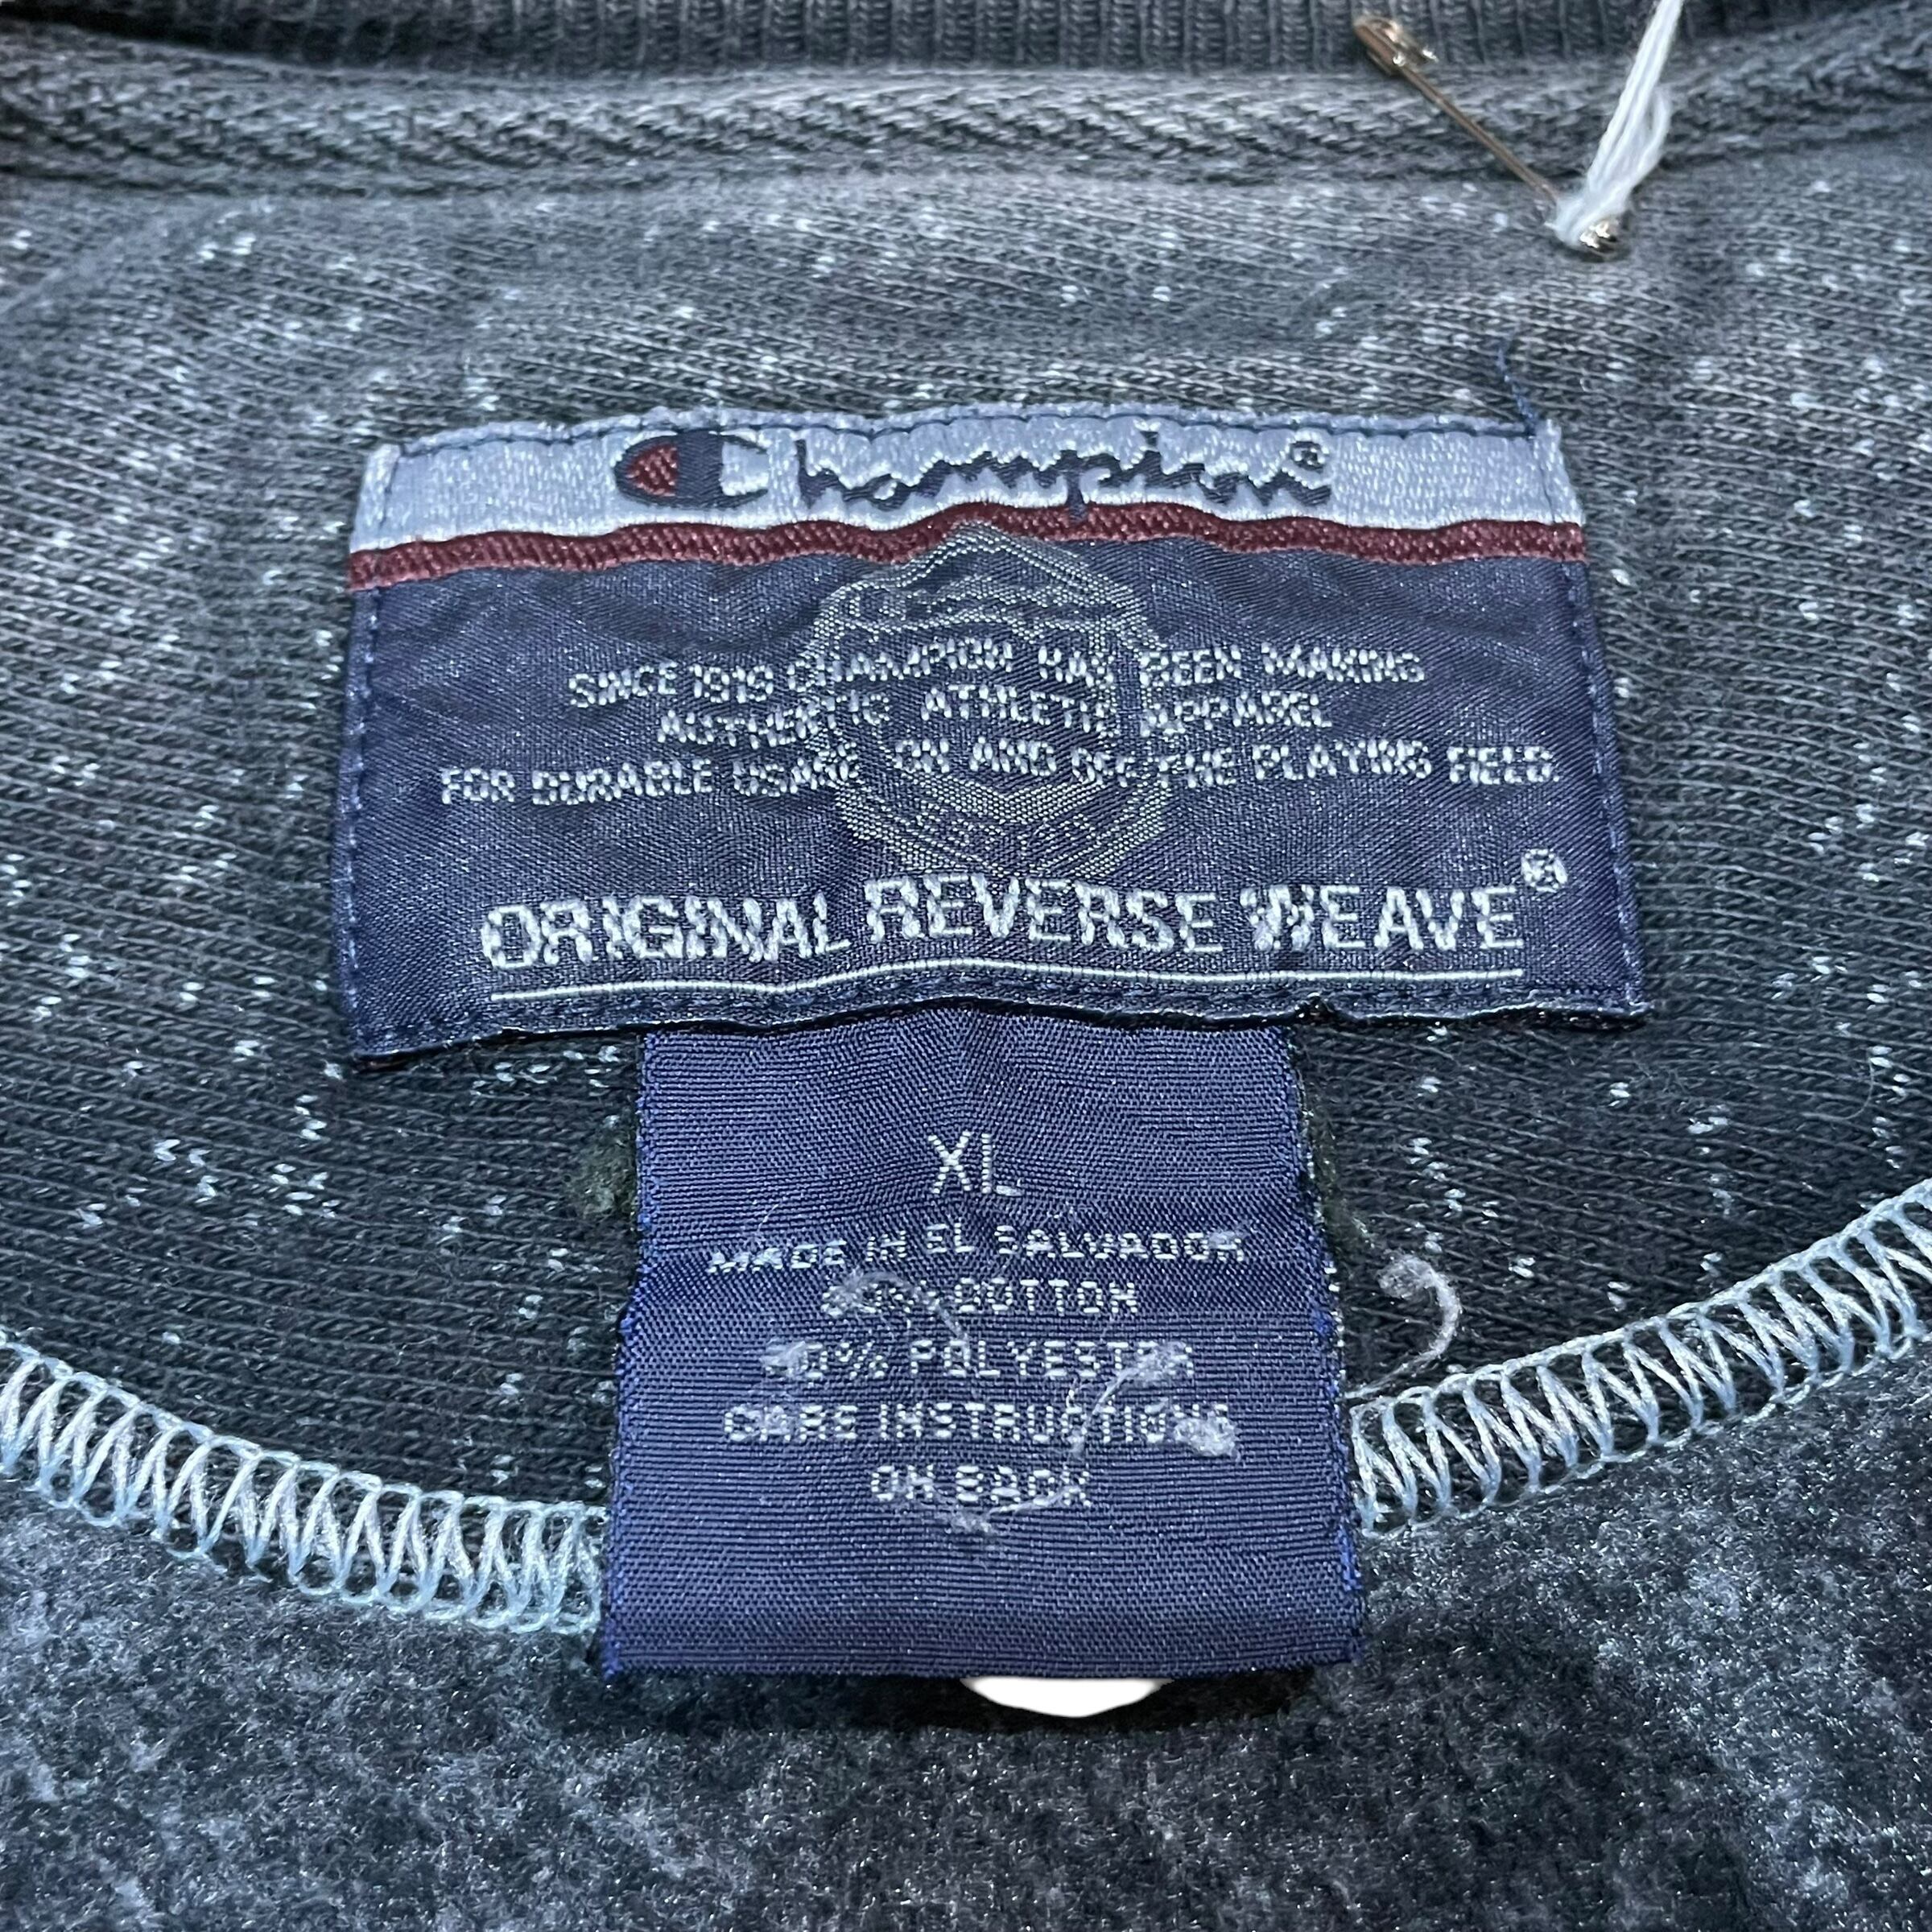 Champion®
SINCE 1919 CHAMPION HAS BEEN MAKING
AUTHENTIC ATHLETIC APPAREL
FOR DURABLE USAGE ON AND OFF THE PLAYING FIELD.
ORIGINAL REVERSE WEAVE®
XL
MADE IN EL SALVADOR
COTTON
POLYESTER
CARE INSTRUCTIONS
ON BACK